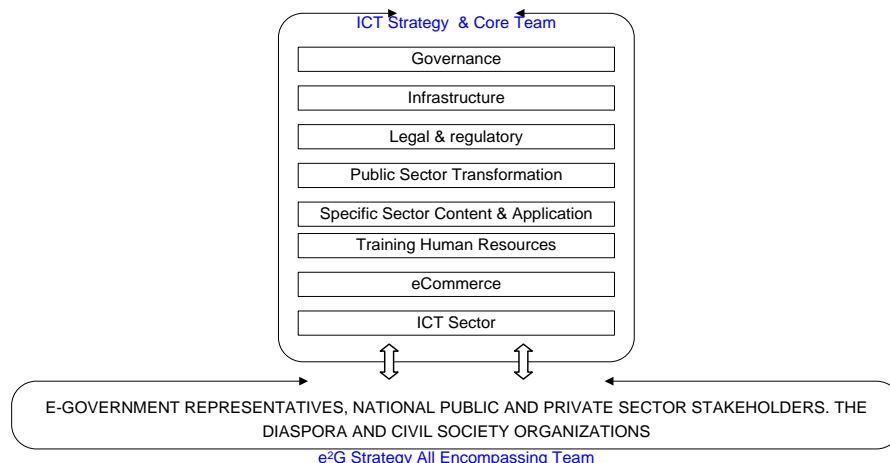 ICT Strategy & Core Team
Governance
Infrastructure
Legal & regulatory
Public Sector Transformation
Specific Sector Content & Application
Training Human Resources
eCommerce
ICT Sector
E-GOVERNMENT REPRESENTATIVES, NATIONAL PUBLIC AND PRIVATE SECTOR STAKEHOLDERS. THE
DIASPORA AND CIVIL SOCIETY ORGANIZATIONS
e²G Strategy All Encompassing Team